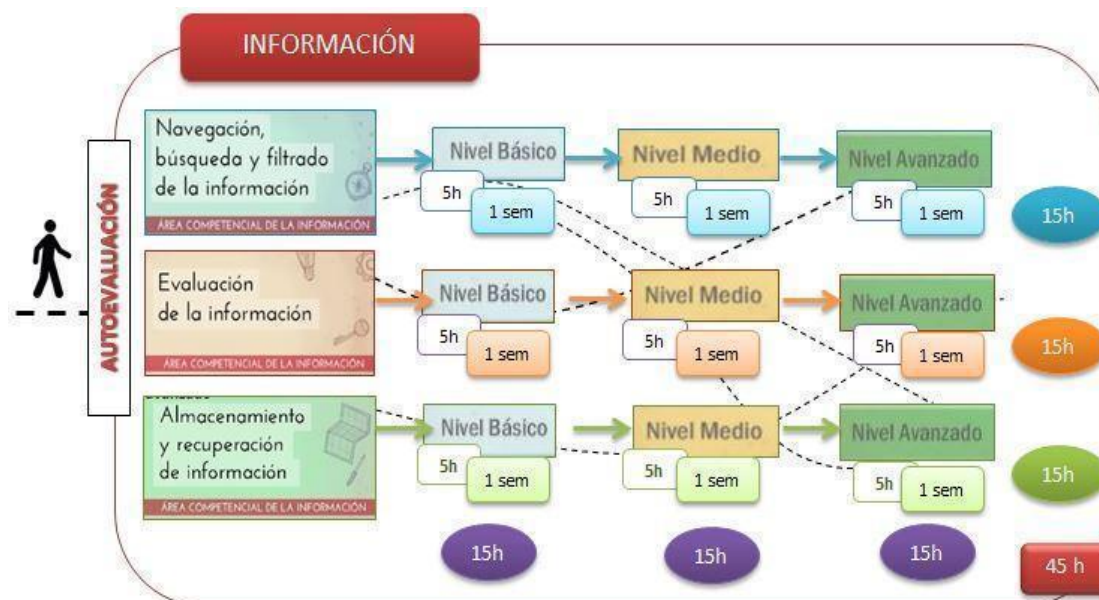 INFORMACIÓN
AUTOEVALUACIÓN
Navegación,
búsqueda y filtrado
de la información
ÁREA COMPETENCIAL DE LA INFORMACIÓN
Nivel Básico
5h
1 sem
Nivel Medio
5h
1 sem
Nivel Avanzado
5h
1 sem
15h
Evaluación
de la información
ÁREA COMPETENCIAL DE LA INFORMACIÓN
Nivel Básico
5h
1 sem
Nivel Medio
5h
1 sem
Nivel Avanzado
5h
1 sem
15h
Almacenamiento
y recuperación
de información
ÁREA COMPETENCIAL DE LA INFORMACIÓN
Nivel Básico
5h
1 sem
Nivel Medio
5h
1 sem
Nivel Avanzado
5h
1 sem
15h
15h
15h
15h
45 h